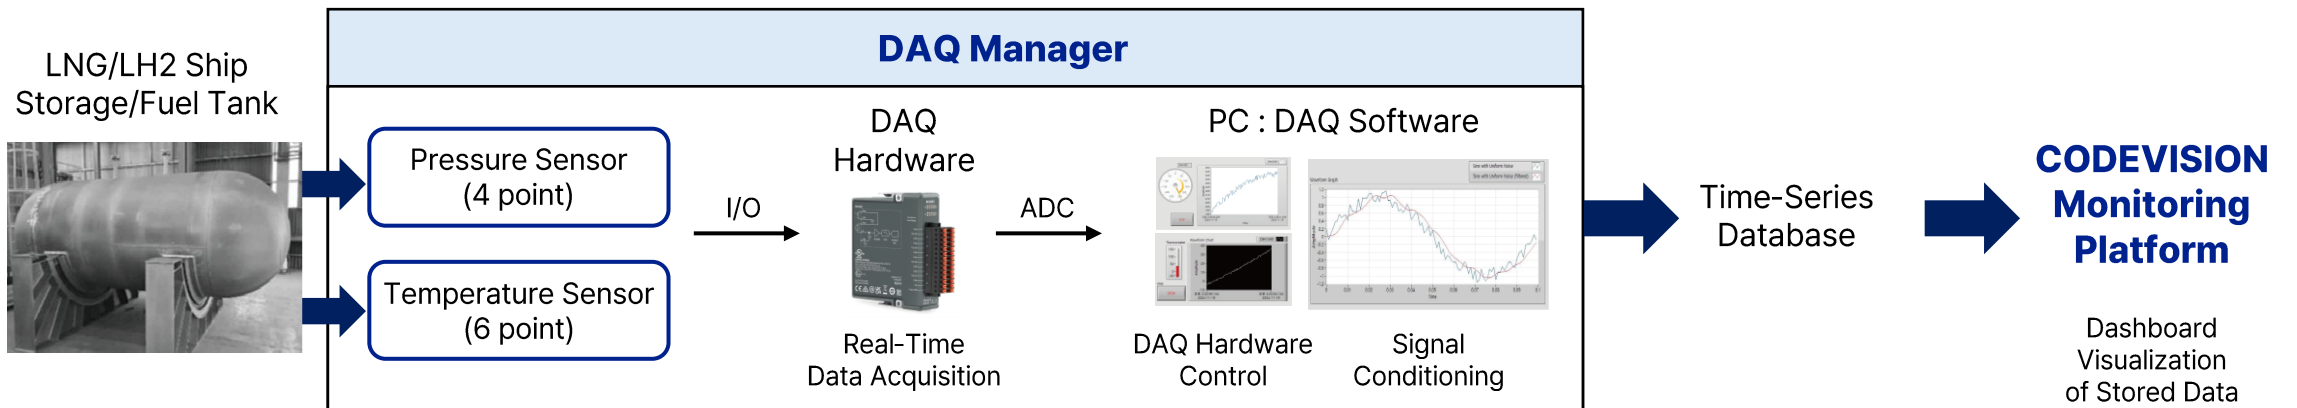 DAQ Manager
LNG/LH2 Ship
Storage/Fuel Tank
Pressure Sensor
(4 point)
Temperature Sensor
(6 point)
I/O
DAQ
Hardware
Real-Time
Data Acquisition
ADC
PC : DAQ Software
DAQ Hardware
Control
Signal
Conditioning
Time-Series
Database
CODEVISION
Monitoring
Platform
Dashboard
Visualization
of Stored Data